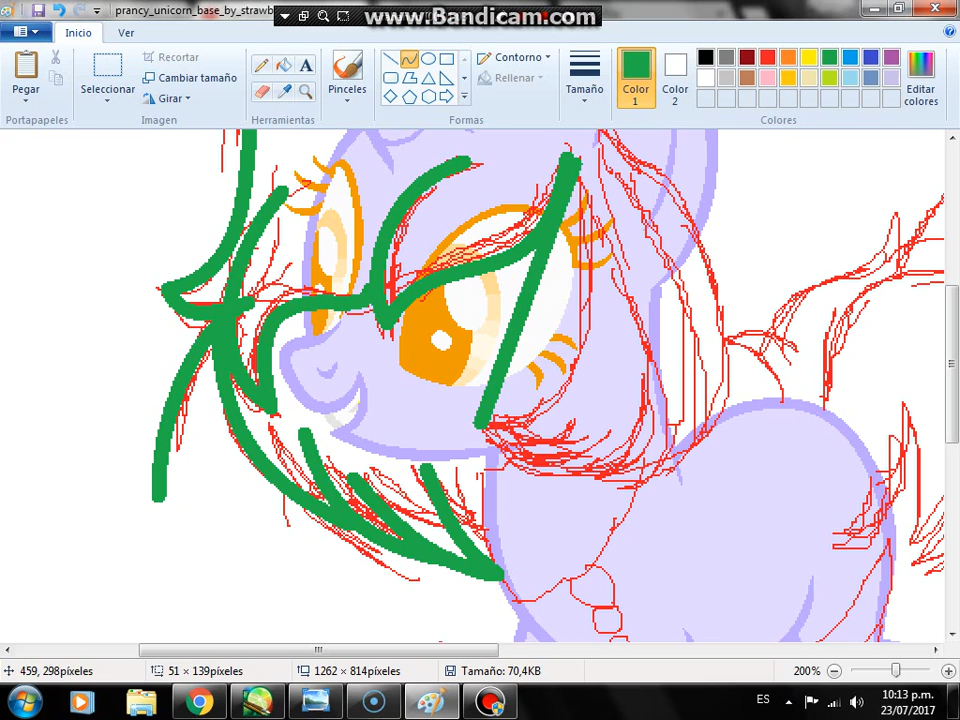 prancy_unicorn_base_by_strawb
www.Bandicam.com
Inicio
Ver
Pegar
Portapapeles
Seleccionar
Recortar
Cambiar tamaño
Girar
Imagen
Herramientas
Pinceles
Contorno
Rellenar
Formas
Tamaño
Color
1
Color
2
Editar
colores
Colores
459, 298píxeles
51 × 139píxeles
1262 × 814píxeles
Tamaño: 70,4KB
200%
ES
10:13 p.m.
23/07/2017